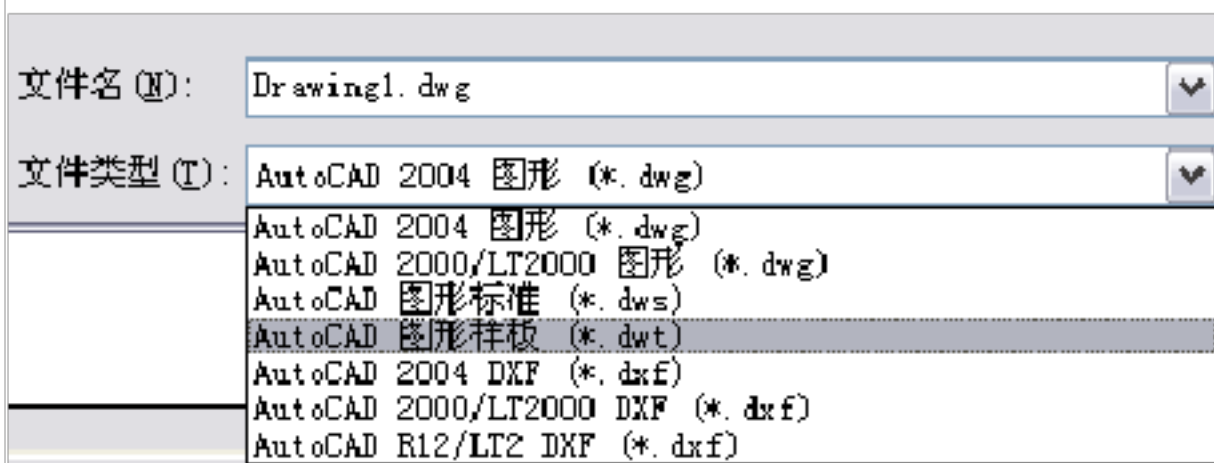 文件名(N): Drawing1.dwg
文件类型(T): AutoCAD 2004 图形 (*.dwg)
AutoCAD 2004 图形 (*.dwg)
AutoCAD 2000/LT2000 图形 (*.dwg)
AutoCAD 图形标准 (*.dws)
AutoCAD 图形样板 (*.dwt)
AutoCAD 2004 DXF (*.dxf)
AutoCAD 2000/LT2000 DXF (*.dxf)
AutoCAD R12/LT2 DXF (*.dxf)